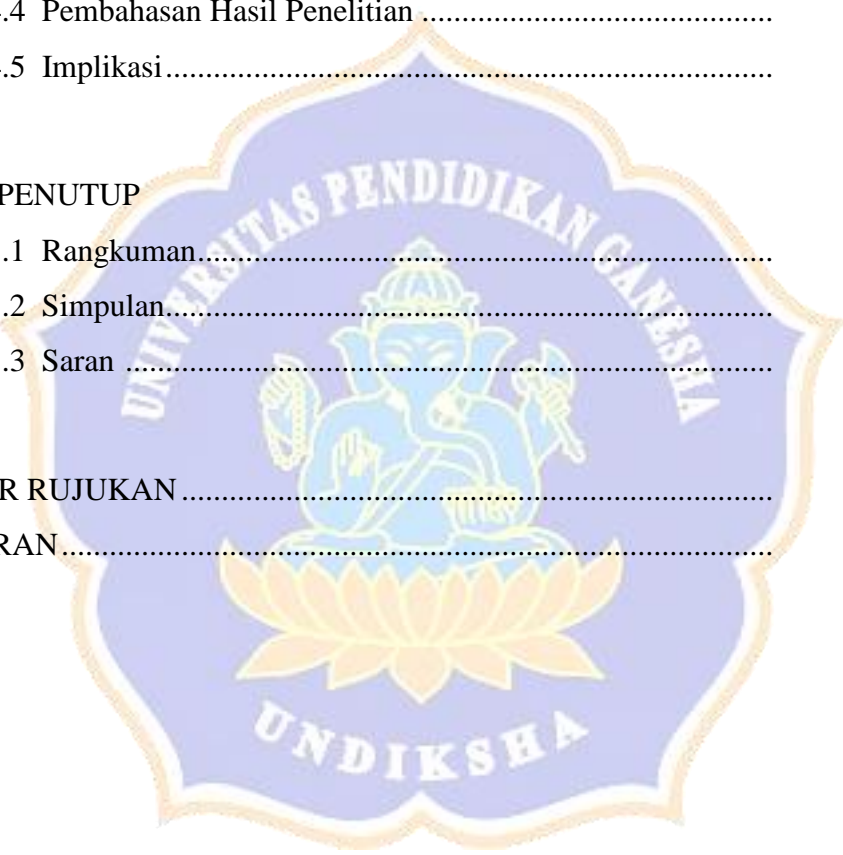 .4 Pembahasan Hasil Penelitian ..............................................................
.5 Implikasi ................................................................................
PENUTUP
.1 Rangkuman ...........................................................................
.2 Simpulan ...............................................................................
.3 Saran ....................................................................................
R RUJUKAN .............................................................................
RAN ............................................................................................
UNIVERSITAS PENDIDIKAN GANESHA
UNDIKSHA